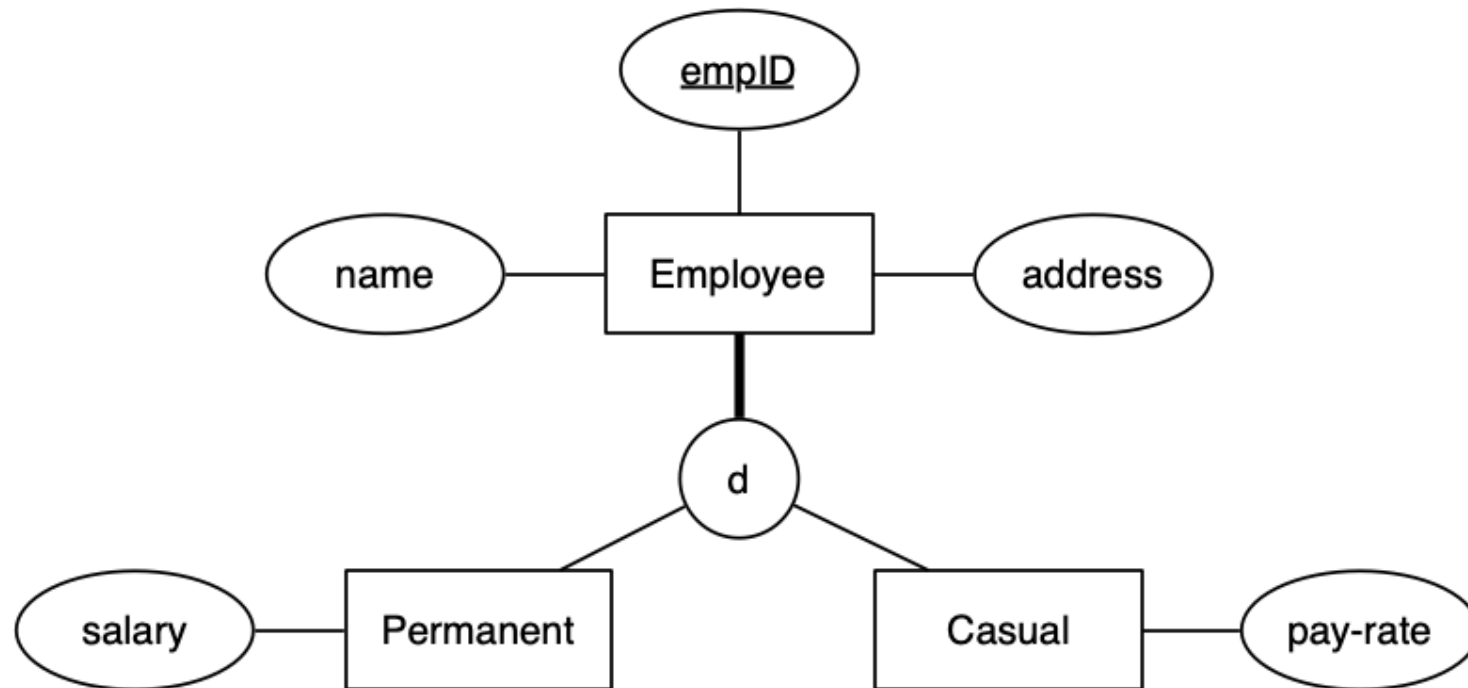 empID
name
Employee
address
d
salary
Permanent
Casual
pay-rate